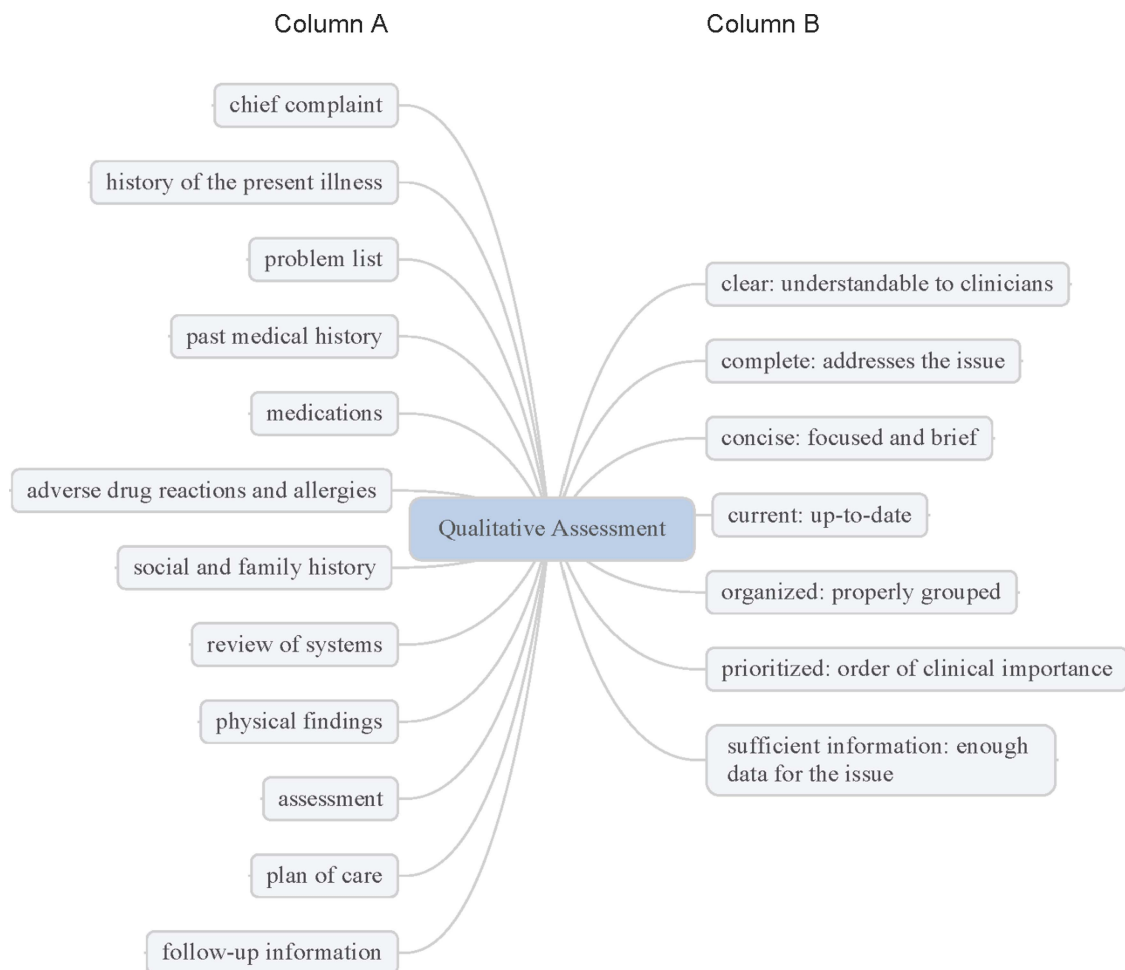 Column A
Column B
chief complaint
history of the present illness
problem list
past medical history
medications
adverse drug reactions and allergies
social and family history
review of systems
physical findings
assessment
plan of care
follow-up information
Qualitative Assessment
clear: understandable to clinicians
complete: addresses the issue
concise: focused and brief
current: up-to-date
organized: properly grouped
prioritized: order of clinical importance
sufficient information: enough
data for the issue